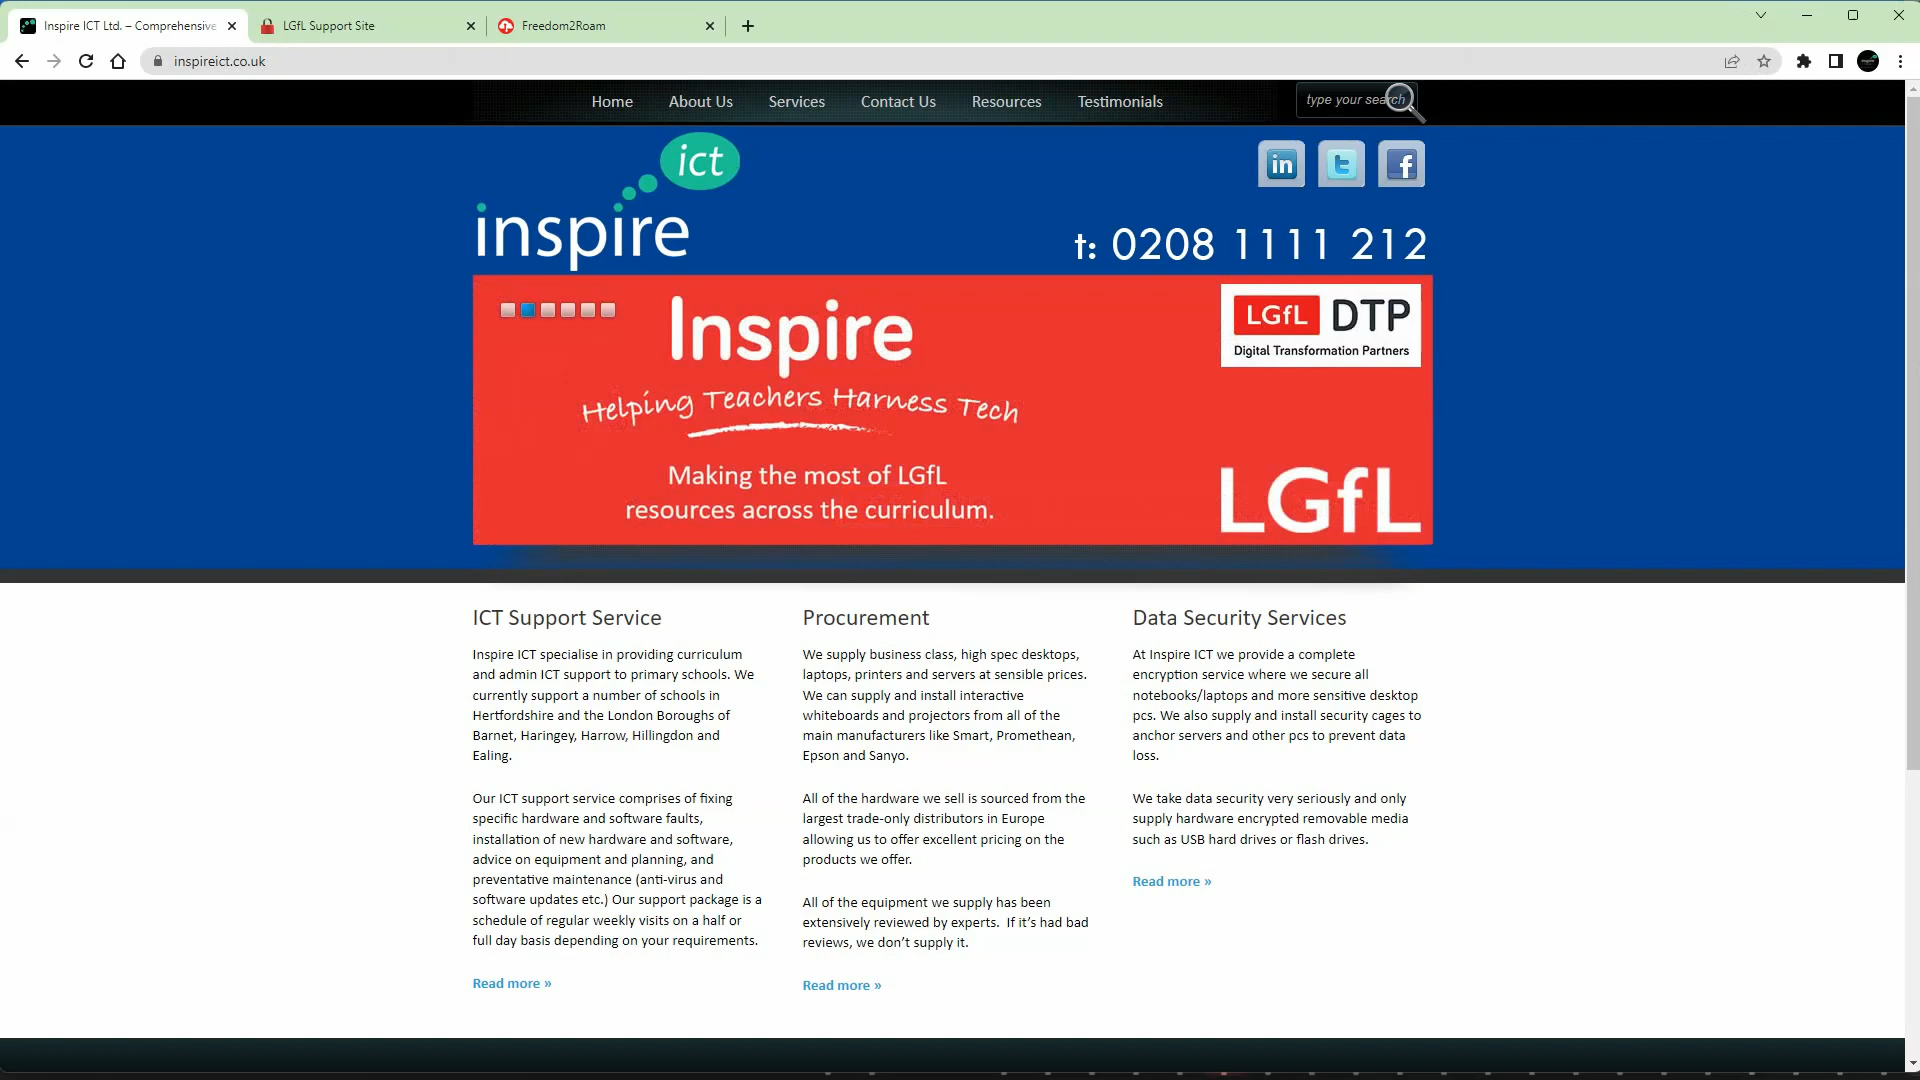 Inspire ICT Ltd. – Comprehensive
LGfL Support Site
Freedom2Roam
inspireict.co.uk
Home
About Us
Services
Contact Us
Resources
Testimonials
type your search
ict
inspire
in
t
f
t: 0208 1111 212
Inspire
Helping Teachers Harness Tech
Making the most of LGfL
resources across the curriculum.
LGfL DTP
Digital Transformation Partners
LGfL
ICT Support Service
Inspire ICT specialise in providing curriculum
and admin ICT support to primary schools. We
currently support a number of schools in
Hertfordshire and the London Boroughs of
Barnet, Haringey, Harrow, Hillingdon and
Ealing.
Our ICT support service comprises of fixing
specific hardware and software faults,
installation of new hardware and software,
advice on equipment and planning, and
preventative maintenance (anti-virus and
software updates etc.) Our support package is a
schedule of regular weekly visits on a half or
full day basis depending on your requirements.
Read more »
Procurement
We supply business class, high spec desktops,
laptops, printers and servers at sensible prices.
We can supply and install interactive
whiteboards and projectors from all of the
main manufacturers like Smart, Promethean,
Epson and Sanyo.
All of the hardware we sell is sourced from the
largest trade-only distributors in Europe
allowing us to offer excellent pricing on the
products we offer.
All of the equipment we supply has been
extensively reviewed by experts.  If it’s had bad
reviews, we don’t supply it.
Read more »
Data Security Services
At Inspire ICT we provide a complete
encryption service where we secure all
notebooks/laptops and more sensitive desktop
pcs. We also supply and install security cages to
anchor servers and other pcs to prevent data
loss.
We take data security very seriously and only
supply hardware encrypted removable media
such as USB hard drives or flash drives.
Read more »